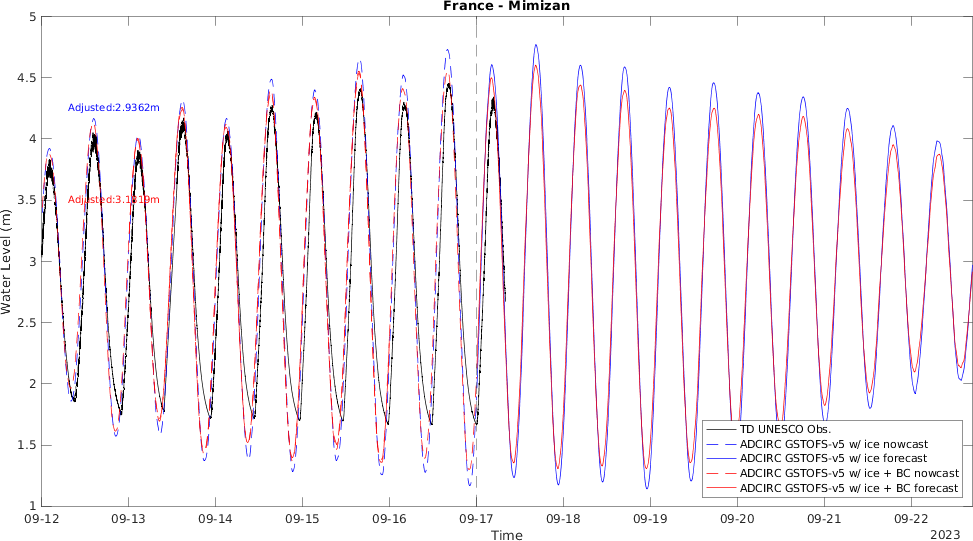 France - Mimizan
Water Level (m)
5
4.5
4
3.5
3
2.5
2
1.5
1
Adjusted:2.9362m
Adjusted:3.1319m
TD UNESCO Obs.
ADCIRC GSTOFS-v5 w/ ice nowcast
ADCIRC GSTOFS-v5 w/ ice forecast
ADCIRC GSTOFS-v5 w/ ice + BC nowcast
ADCIRC GSTOFS-v5 w/ ice + BC forecast
09-12 09-13 09-14 09-15 09-16 09-17 09-18 09-19 09-20 09-21 09-22
Time
2023